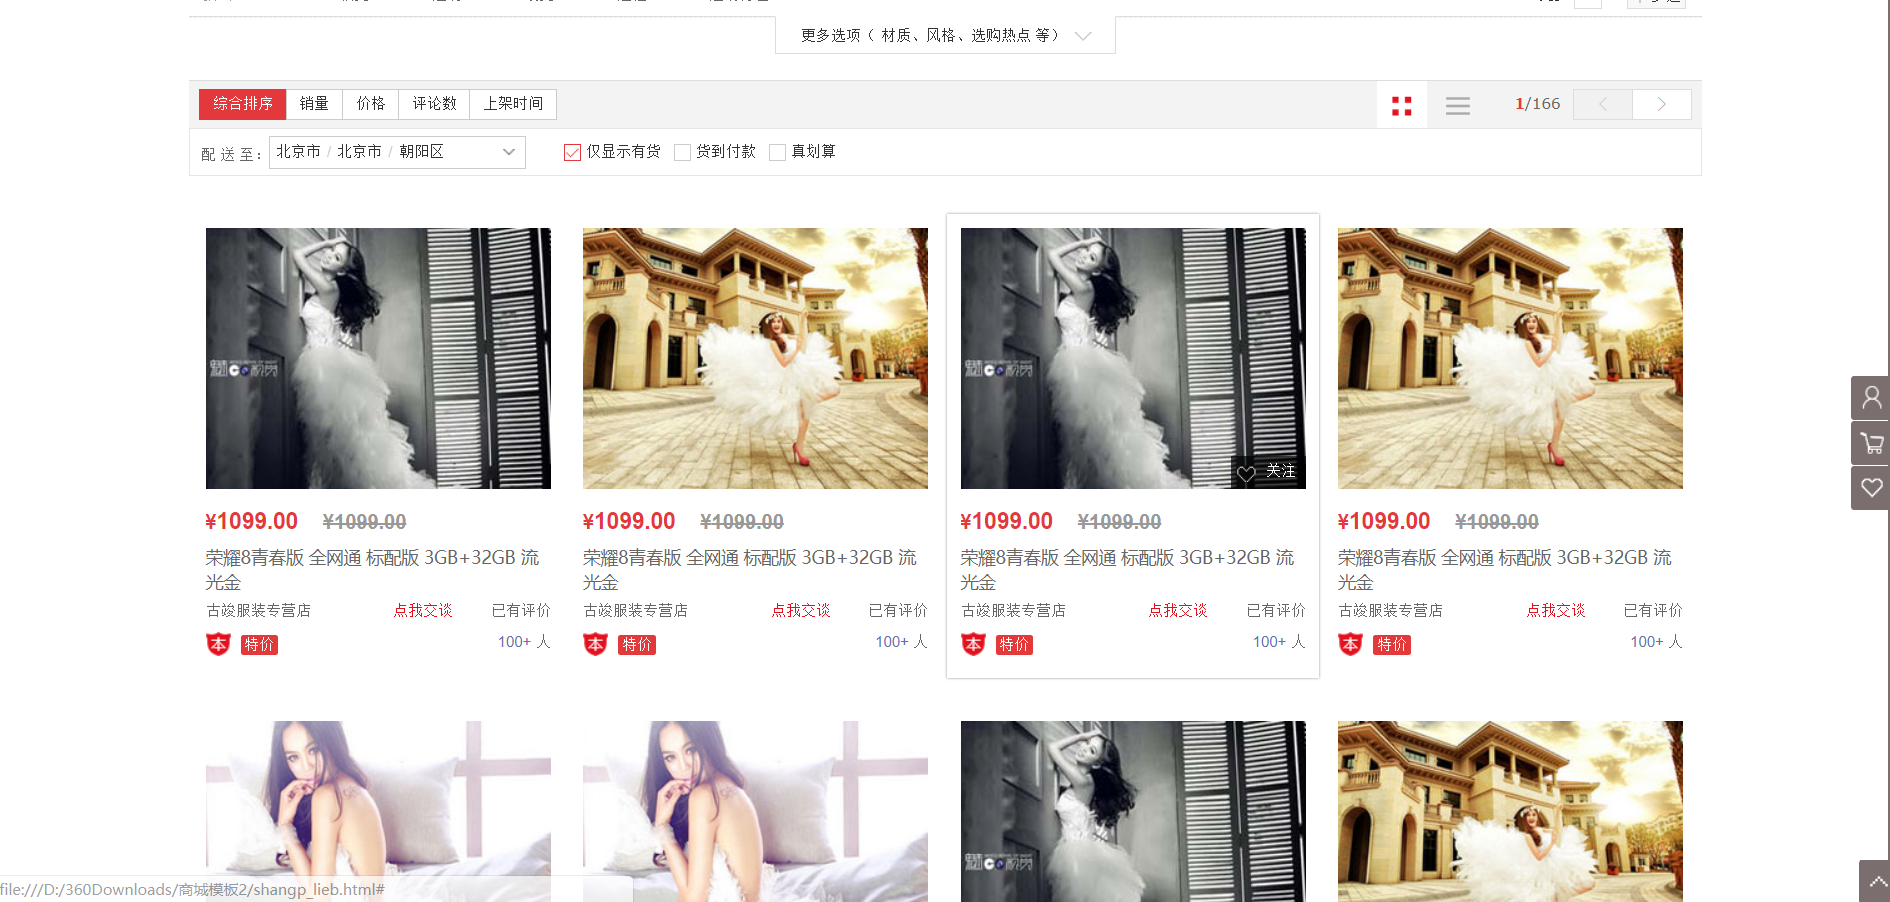 更多选项（ 材质、风格、选购热点 等）
综合排序 销量 价格 评论数 上架时间 1/166
配 送 至： 北京市 / 北京市 / 朝阳区 仅显示有货 货到付款 真划算
关注
¥1099.00 ¥1099.00 ¥1099.00 ¥1099.00 ¥1099.00 ¥1099.00 ¥1099.00 ¥1099.00
荣耀8青春版 全网通 标配版 3GB+32GB 流 荣耀8青春版 全网通 标配版 3GB+32GB 流 荣耀8青春版 全网通 标配版 3GB+32GB 流 荣耀8青春版 全网通 标配版 3GB+32GB 流
光金 光金 光金 光金
古竣服装专营店 点我交谈 已有评价 古竣服装专营店 点我交谈 已有评价 古竣服装专营店 点我交谈 已有评价 古竣服装专营店 点我交谈 已有评价
本 特价 100+ 人 本 特价 100+ 人 本 特价 100+ 人 本 特价 100+ 人
file:///D:/360Downloads/商城模板2/shangp_lieb.html#